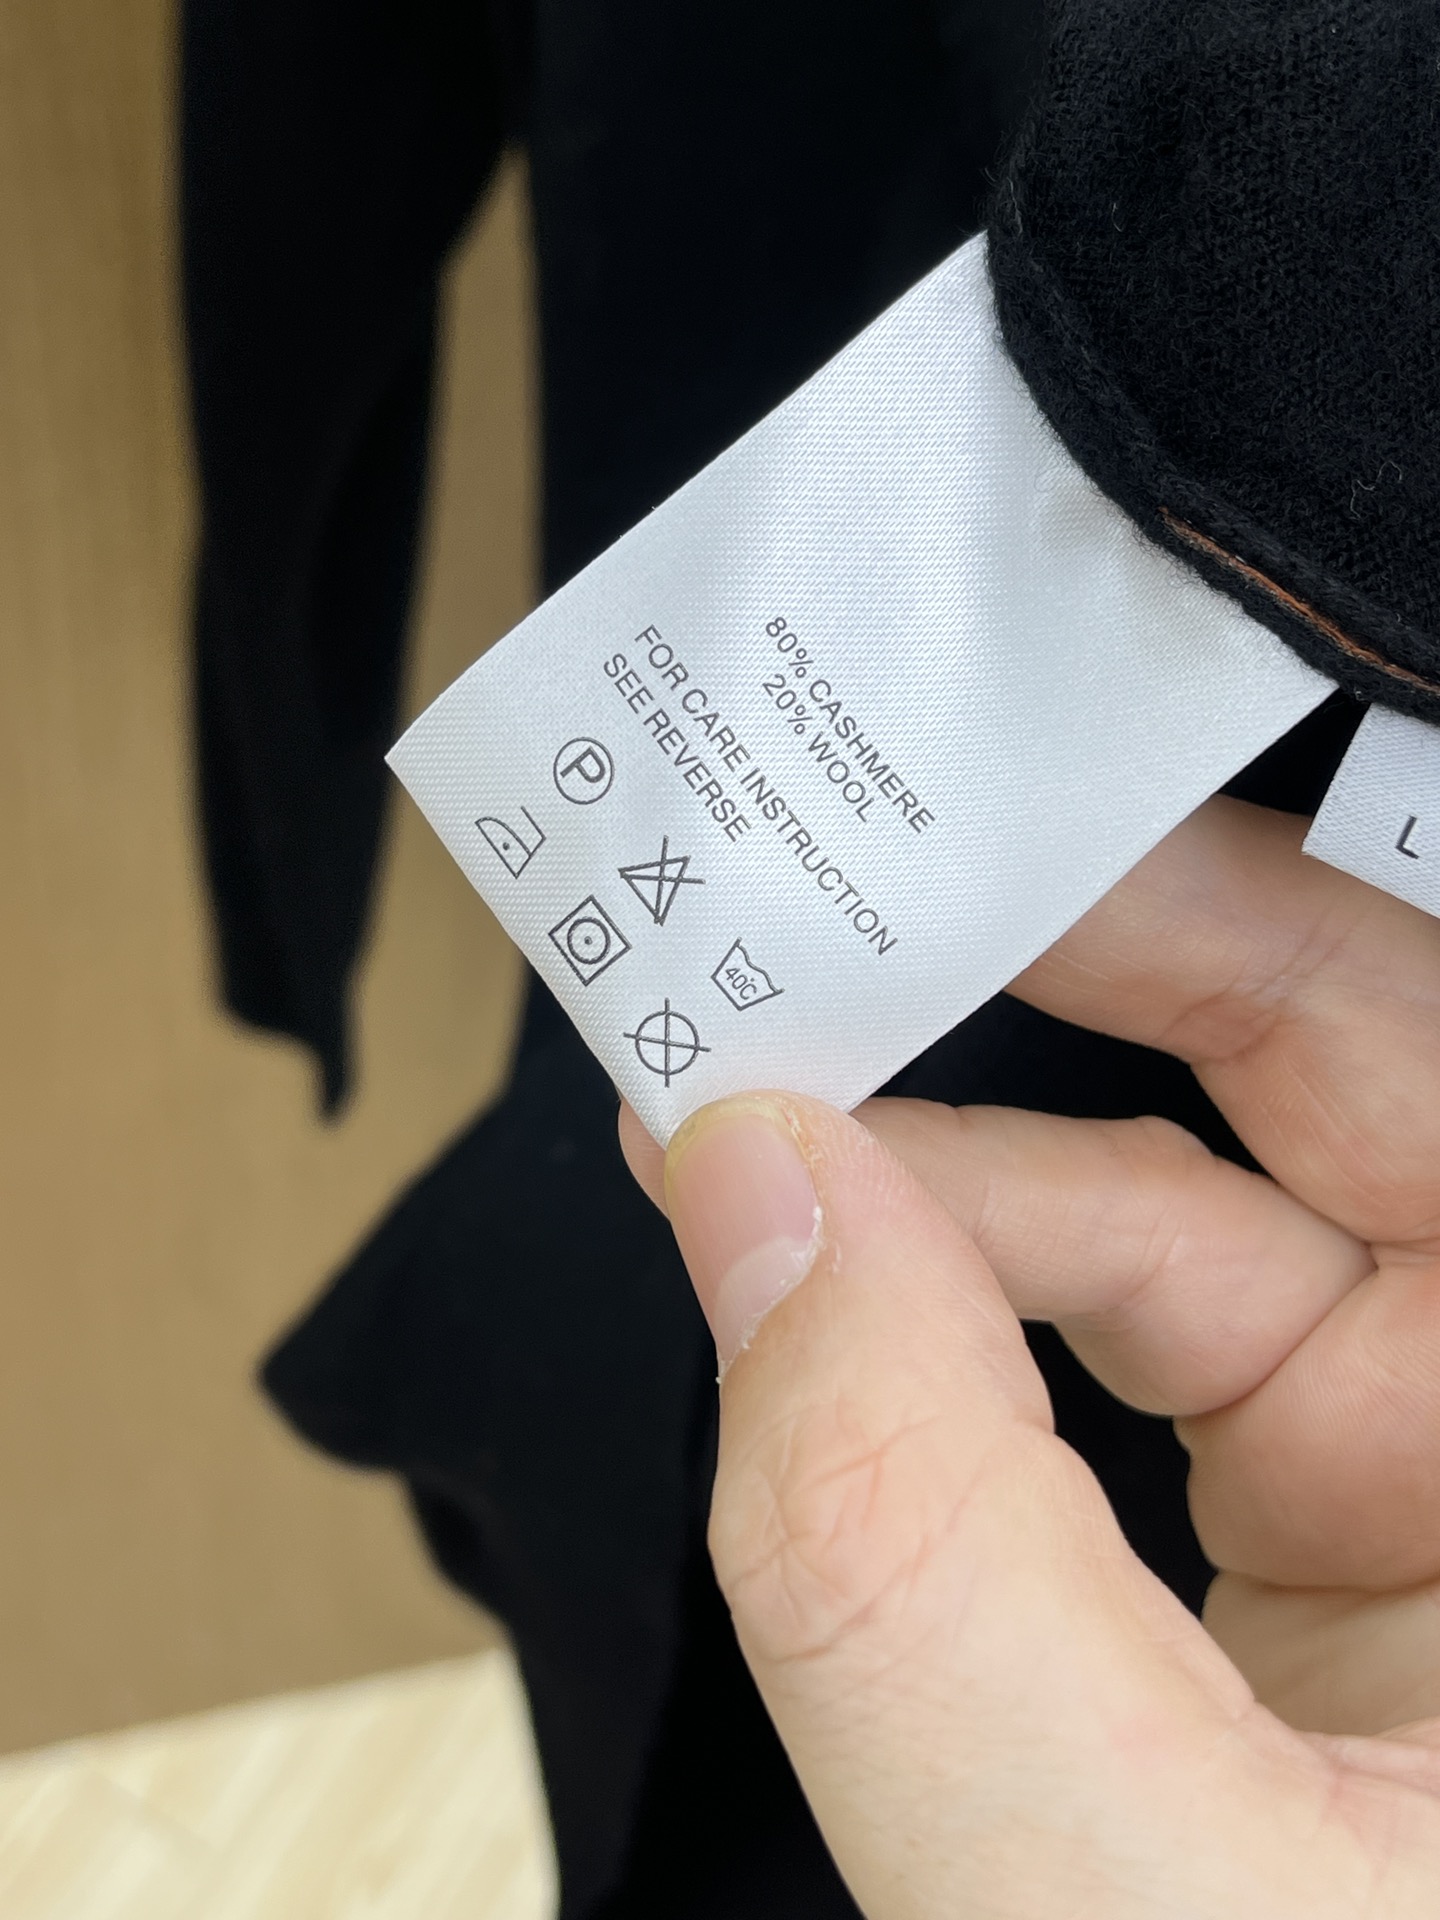 80% CASHMERE
20% WOOL
FOR CARE INSTRUCTION
SEE REVERSE
P
40°C
L